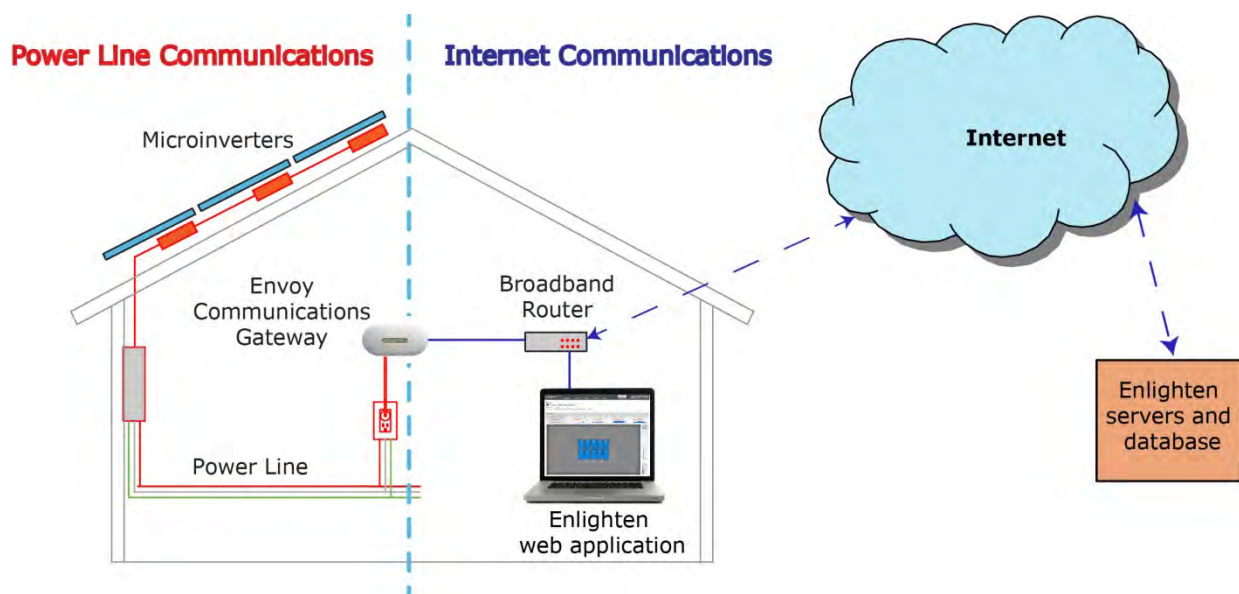 Power Line Communications
Internet Communications
Microinverters
Internet
Envoy
Communications
Gateway
Broadband
Router
Power Line
Enlighten
web application
Enlighten
servers and
database